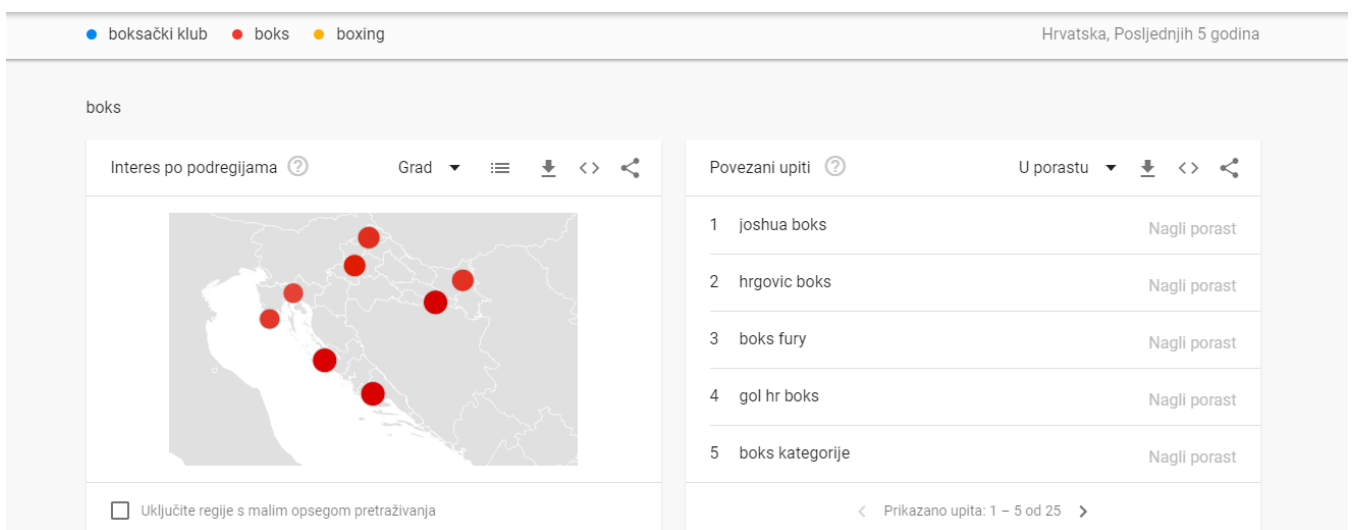 boksački klub boks boxing Hrvatska, Posljednjih 5 godina
boks
Interes po podregijama ? Grad
Povezani upiti ? U porastu
1 joshua boks Nagli porast
2 hrgovic boks Nagli porast
3 boks fury Nagli porast
4 gol hr boks Nagli porast
5 boks kategorije Nagli porast
Uključite regije s malim opsegom pretraživanja
Prikazano upita: 1 – 5 od 25